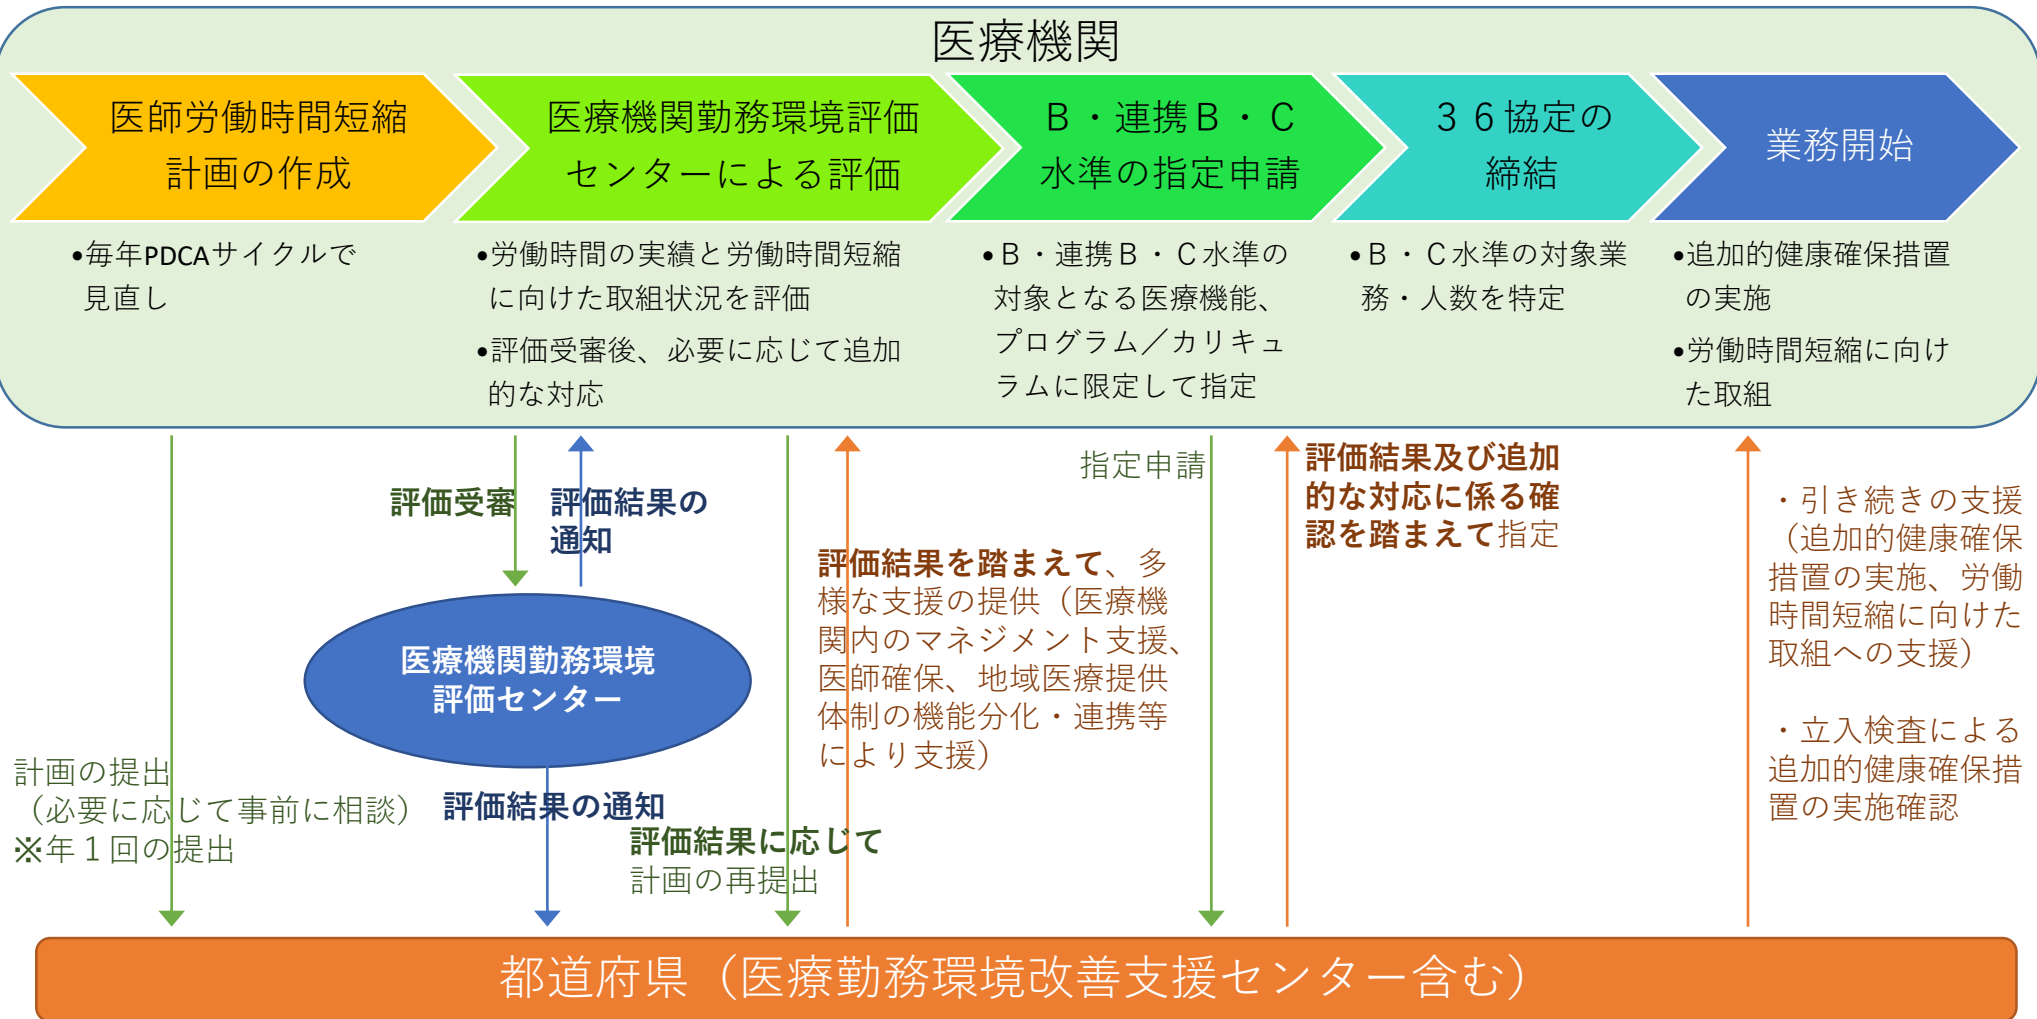 医療機関
医師労働時間短縮
計画の作成
医療機関勤務環境評価
センターによる評価
Ｂ・連携Ｂ・Ｃ
水準の指定申請
３６協定の
締結
業務開始
•毎年PDCAサイクルで
見直し
•労働時間の実績と労働時間短縮
に向けた取組状況を評価
•評価受審後、必要に応じて追加
的な対応
•Ｂ・連携Ｂ・Ｃ水準の
対象となる医療機能、
プログラム／カリキュ
ラムに限定して指定
•Ｂ・Ｃ水準の対象業
務・人数を特定
•追加的健康確保措置
の実施
•労働時間短縮に向け
た取組
計画の提出
（必要に応じて事前に相談）
※年１回の提出
評価受審
評価結果の
通知
医療機関勤務環境
評価センター
評価結果の通知
評価結果に応じて
計画の再提出
評価結果を踏まえて、多
様な支援の提供（医療機
関内のマネジメント支援、
医師確保、地域医療提供
体制の機能分化・連携等
により支援）
指定申請
評価結果及び追加
的な対応に係る確
認を踏まえて指定
・引き続きの支援
（追加的健康確保
措置の実施、労働
時間短縮に向けた
取組への支援）
・立入検査による
追加的健康確保措
置の実施確認
都道府県（医療勤務環境改善支援センター含む）